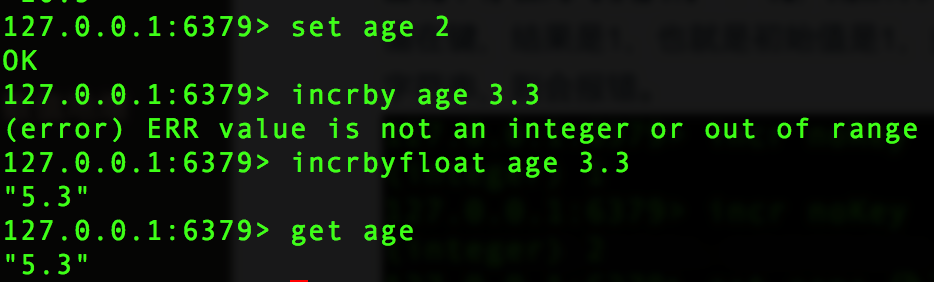 127.0.0.1:6379> set age 2
OK
127.0.0.1:6379> incrby age 3.3
(error) ERR value is not an integer or out of range
127.0.0.1:6379> incrbyfloat age 3.3
"5.3"
127.0.0.1:6379> get age
"5.3"